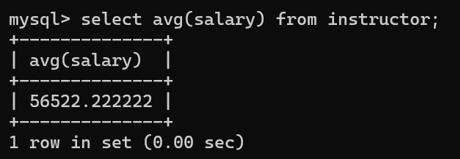 mysql> select avg(salary) from instructor;
+--------------+
| avg(salary)  |
+--------------+
| 56522.222222 |
+--------------+
1 row in set (0.00 sec)